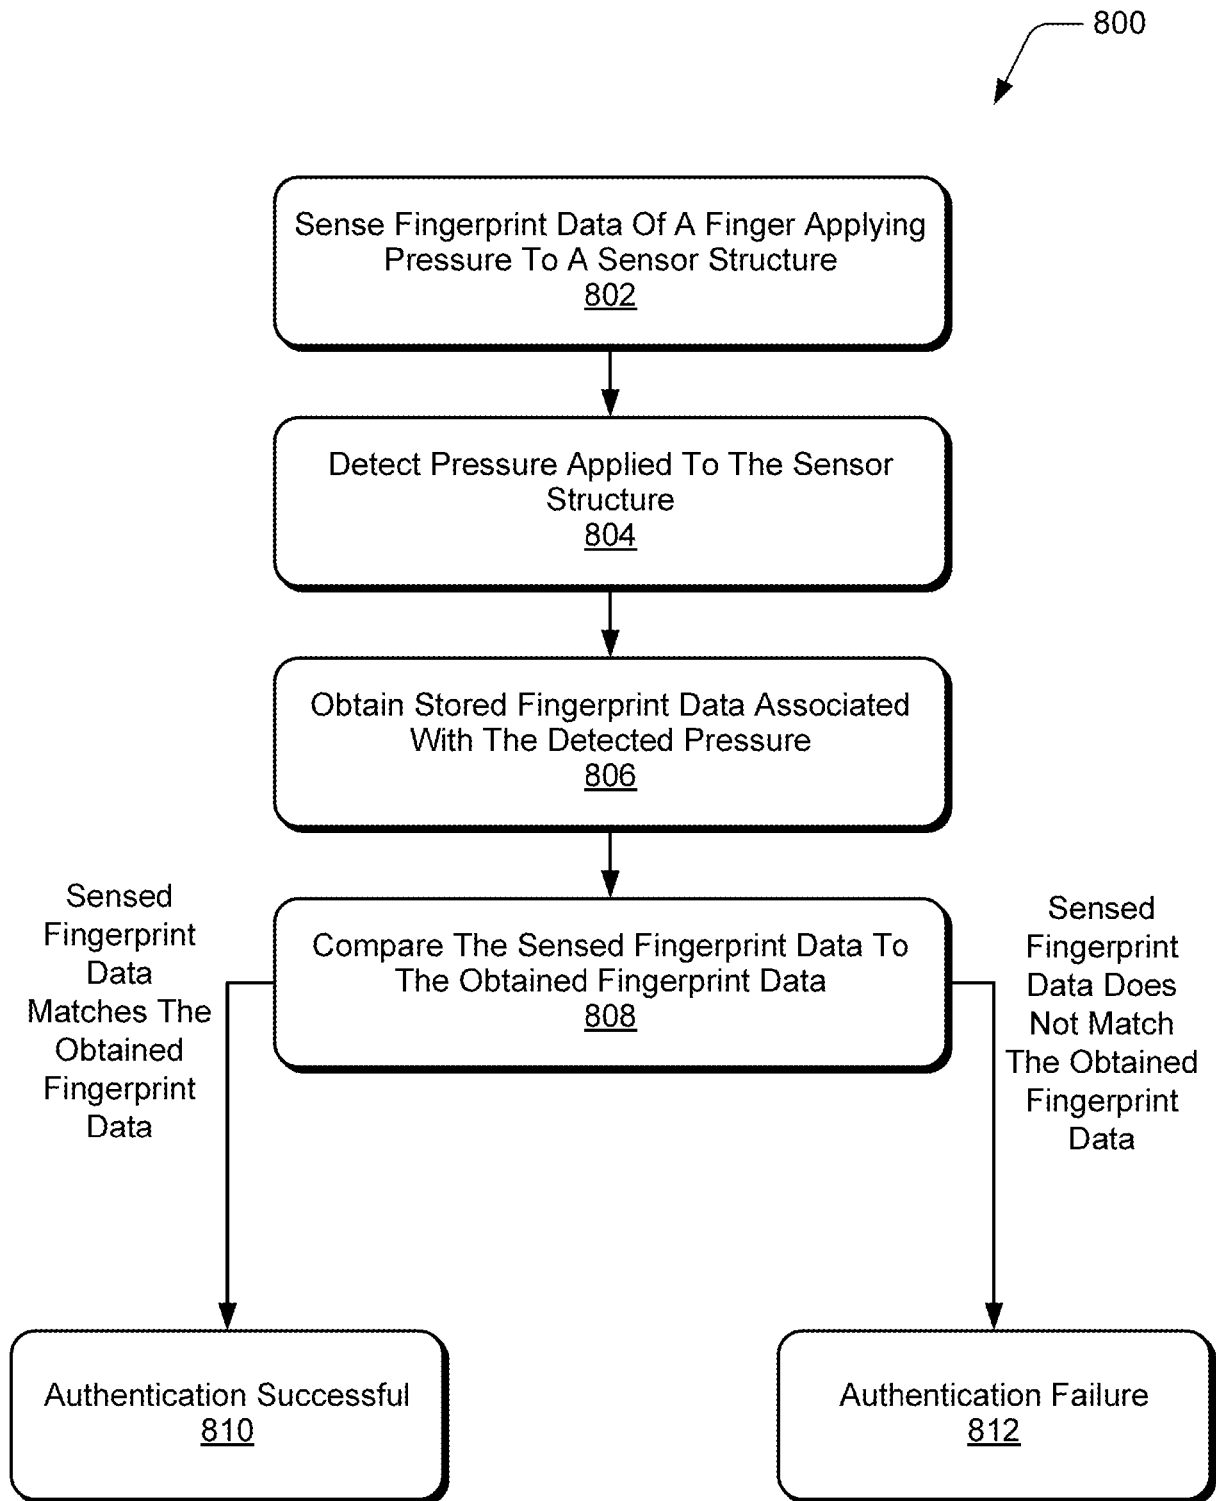 800
Sense Fingerprint Data Of A Finger Applying
Pressure To A Sensor Structure
802
Detect Pressure Applied To The Sensor
Structure
804
Obtain Stored Fingerprint Data Associated
With The Detected Pressure
806
Sensed
Fingerprint
Data
Matches The
Obtained
Fingerprint
Data
Compare The Sensed Fingerprint Data To
The Obtained Fingerprint Data
808
Sensed
Fingerprint
Data Does
Not Match
The Obtained
Fingerprint
Data
Authentication Successful
810
Authentication Failure
812